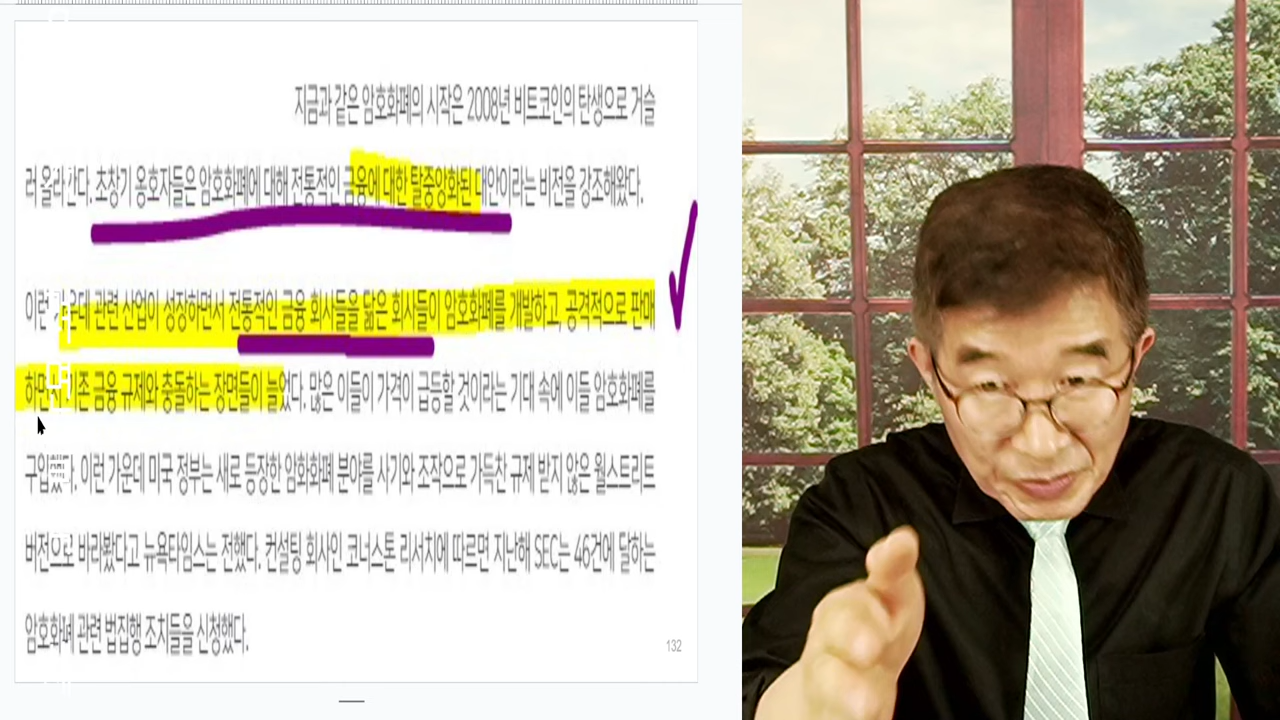 지금과 같은 암호화폐의 시작은 2008년 비트코인의 탄생으로 거슬
러 올라간다. 초창기 옹호자들은 암호화폐에 대해 전통적인 금융에 대한 탈중앙화된 대안이라는 비전을 강조해왔다.
이런 가운데 관련 산업이 성장하면서 전통적인 금융 회사들을 닮은 회사들이 암호화폐를 개발하고, 공격적으로 판매
하면서 기존 금융 규제와 충돌하는 장면들이 늘었다. 많은 이들이 가격이 급등할 것이라는 기대 속에 이들 암호화폐를
구입했다. 이런 가운데 미국 정부는 새로 등장한 암화화폐 분야를 사기와 조작으로 가득찬 규제 받지 않은 월스트리트
버전으로 바라봤다고 뉴욕타임스는 전했다. 컨설팅 회사인 코너스톤 리서치에 따르면 지난해 SEC는 46건에 달하는
암호화폐 관련 법집행 조치들을 신청했다.
132